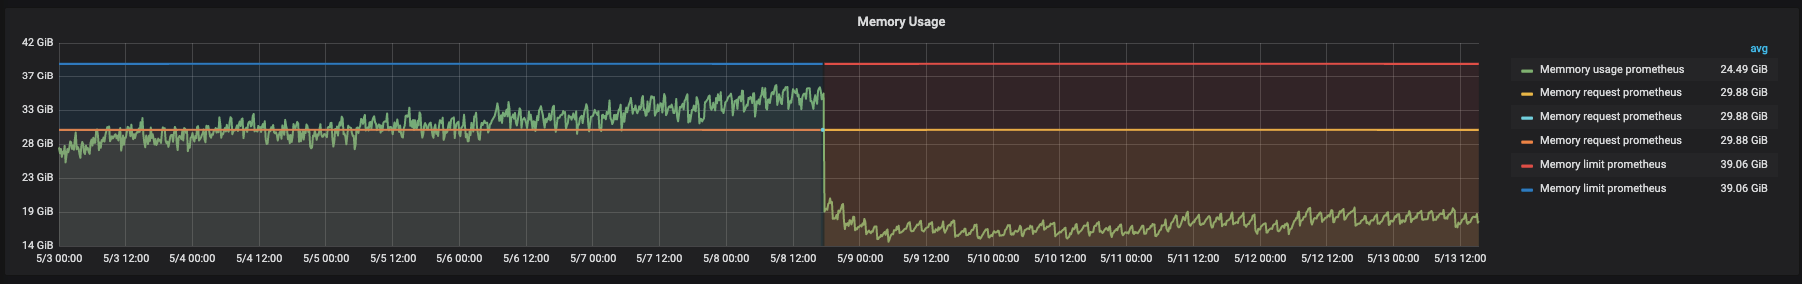 Memory Usage
42 GiB
37 GiB
33 GiB
28 GiB
23 GiB
19 GiB
14 GiB
5/3 00:00 5/3 12:00 5/4 00:00 5/4 12:00 5/5 00:00 5/5 12:00 5/6 00:00 5/6 12:00 5/7 00:00 5/7 12:00 5/8 00:00 5/8 12:00 5/9 00:00 5/9 12:00 5/10 00:00 5/10 12:00 5/11 00:00 5/11 12:00 5/12 00:00 5/12 12:00 5/13 00:00 5/13 12:00
avg
Memmory usage prometheus 24.49 GiB
Memory request prometheus 29.88 GiB
Memory request prometheus 29.88 GiB
Memory request prometheus 29.88 GiB
Memory limit prometheus 39.06 GiB
Memory limit prometheus 39.06 GiB